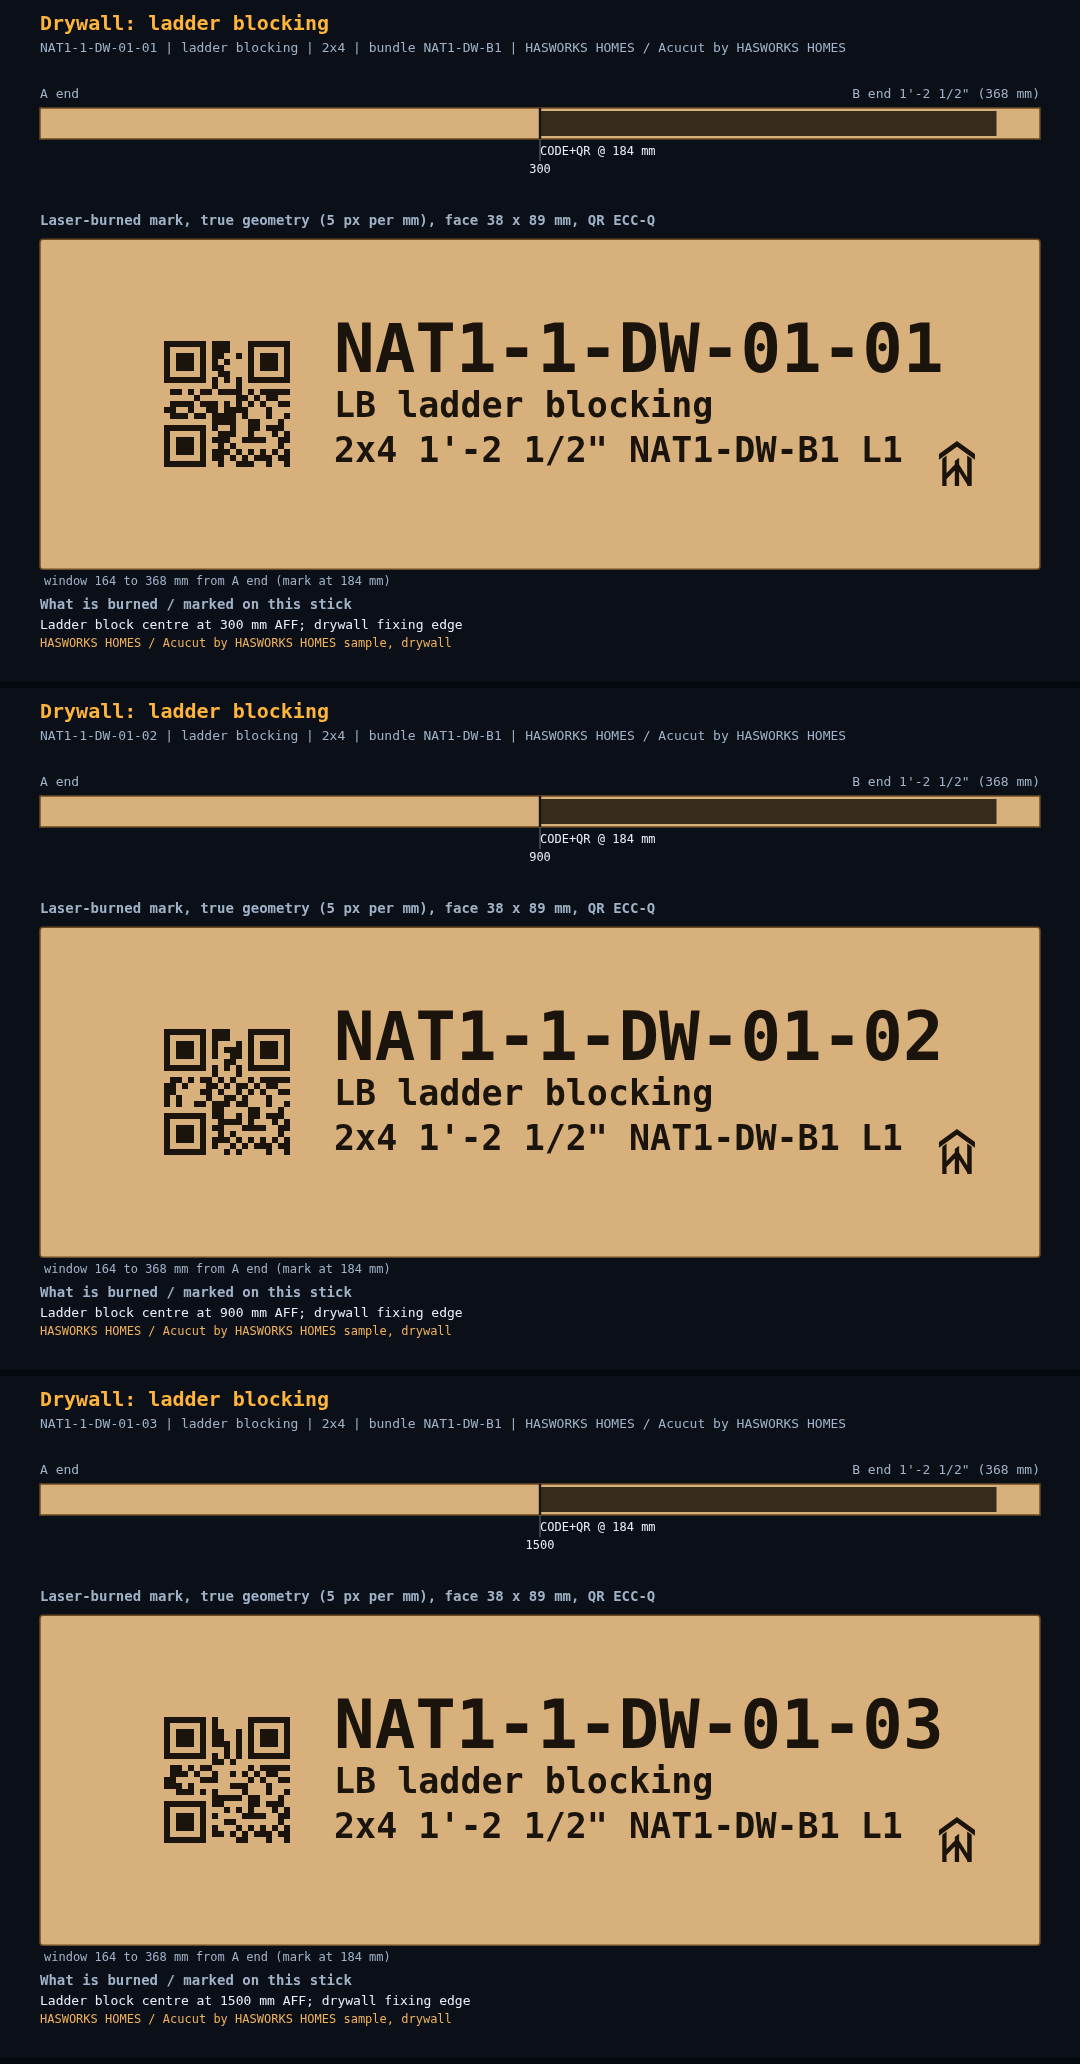 Drywall: ladder blocking
NAT1-1-DW-01-01 | ladder blocking | 2x4 | bundle NAT1-DW-B1 | HASWORKS HOMES / Acucut by HASWORKS HOMES
A end
B end 1'-2 1/2" (368 mm)
CODE+QR @ 184 mm
300
Laser-burned mark, true geometry (5 px per mm), face 38 x 89 mm, QR ECC-Q
NAT1-1-DW-01-01
LB ladder blocking
2x4 1'-2 1/2" NAT1-DW-B1 L1
window 164 to 368 mm from A end (mark at 184 mm)
What is burned / marked on this stick
Ladder block centre at 300 mm AFF; drywall fixing edge
HASWORKS HOMES / Acucut by HASWORKS HOMES sample, drywall
Drywall: ladder blocking
NAT1-1-DW-01-02 | ladder blocking | 2x4 | bundle NAT1-DW-B1 | HASWORKS HOMES / Acucut by HASWORKS HOMES
A end
B end 1'-2 1/2" (368 mm)
CODE+QR @ 184 mm
900
Laser-burned mark, true geometry (5 px per mm), face 38 x 89 mm, QR ECC-Q
NAT1-1-DW-01-02
LB ladder blocking
2x4 1'-2 1/2" NAT1-DW-B1 L1
window 164 to 368 mm from A end (mark at 184 mm)
What is burned / marked on this stick
Ladder block centre at 900 mm AFF; drywall fixing edge
HASWORKS HOMES / Acucut by HASWORKS HOMES sample, drywall
Drywall: ladder blocking
NAT1-1-DW-01-03 | ladder blocking | 2x4 | bundle NAT1-DW-B1 | HASWORKS HOMES / Acucut by HASWORKS HOMES
A end
B end 1'-2 1/2" (368 mm)
CODE+QR @ 184 mm
1500
Laser-burned mark, true geometry (5 px per mm), face 38 x 89 mm, QR ECC-Q
NAT1-1-DW-01-03
LB ladder blocking
2x4 1'-2 1/2" NAT1-DW-B1 L1
window 164 to 368 mm from A end (mark at 184 mm)
What is burned / marked on this stick
Ladder block centre at 1500 mm AFF; drywall fixing edge
HASWORKS HOMES / Acucut by HASWORKS HOMES sample, drywall